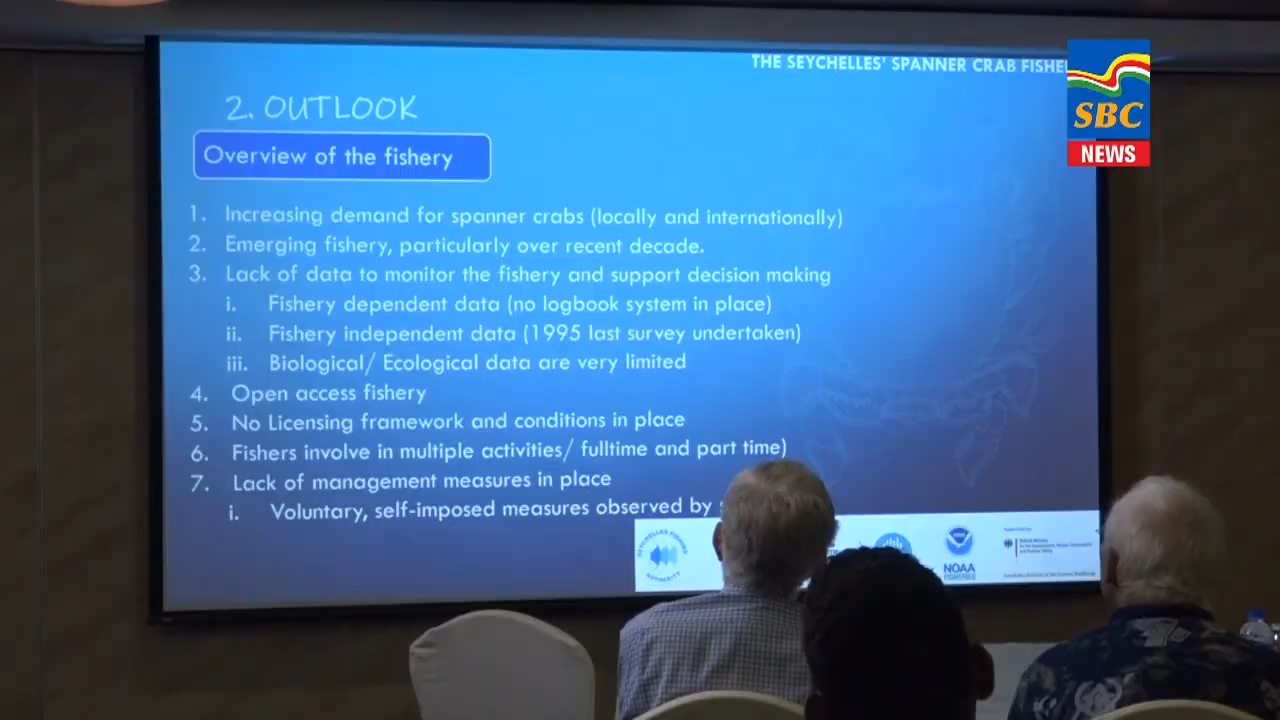 THE SEYCHELLES' SPANNER CRAB
SBC
NEWS
2. OUTLOOK
Overview of the fishery
1. Increasing demand for spanner crabs (locally and internationally)
2. Emerging fishery, particularly over recent decade.
3. Lack of data to monitor the fishery and support decision making
i. Fishery dependent data (no logbook system in place)
ii. Fishery independent data (1995 last survey undertaken)
iii. Biological/ Ecological data are very limited
4. Open access fishery
5. No Licensing framework and conditions in place
6. Fishers involve in multiple activities/ fulltime and part time)
7. Lack of management measures in place
i. Voluntary, self-imposed measures observed by
SEYCHELLES FISHING
AUTHORITY
NOAA
FISHERIES